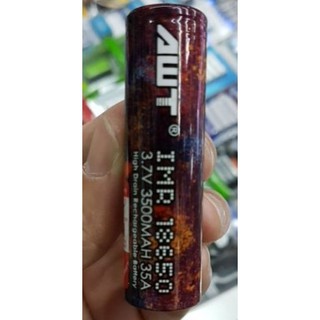 AWT®
IMR 18650
3.7V 3500MAH 35A
High Drain Rechargeable Battery